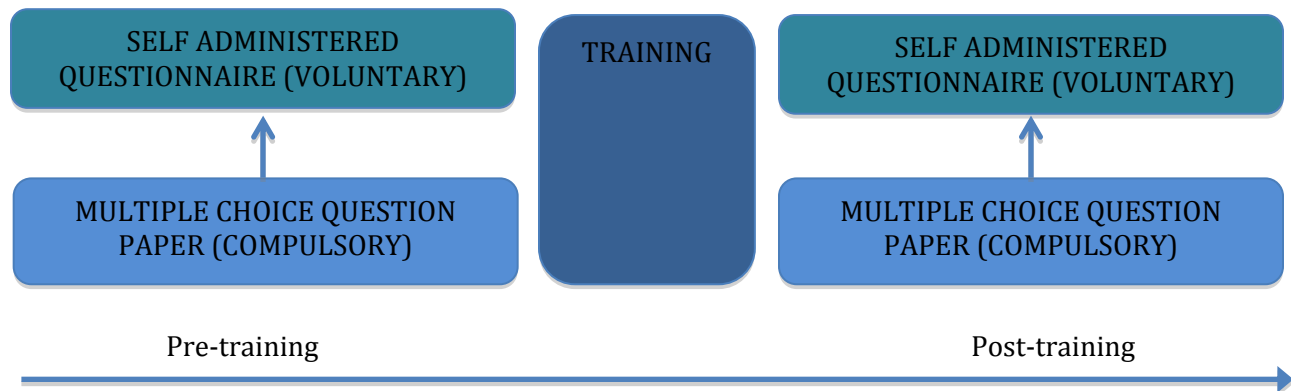 SELF ADMINISTERED
QUESTIONNAIRE (VOLUNTARY)
MULTIPLE CHOICE QUESTION
PAPER (COMPULSORY)
TRAINING
SELF ADMINISTERED
QUESTIONNAIRE (VOLUNTARY)
MULTIPLE CHOICE QUESTION
PAPER (COMPULSORY)
Pre-training
Post-training